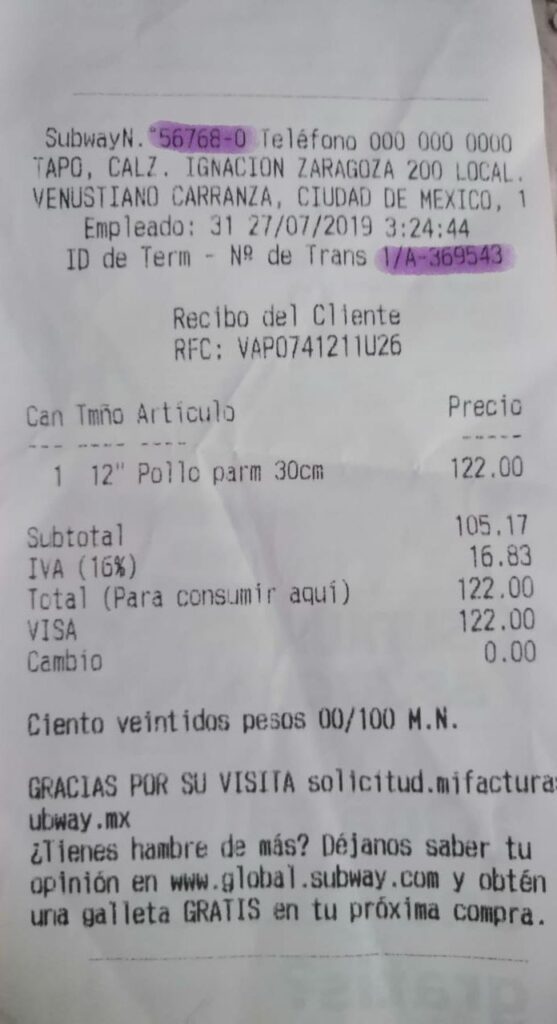 SubwayN.°56768-0 Teléfono 000 000 0000
TAPO, CALZ. IGNACION ZARAGOZA 200 LOCAL.
VENUSTIANO CARRANZA, CIUDAD DE MEXICO, 1
Empleado: 31 27/07/2019 3:24:44
ID de Term - Nº de Trans 1/A-369543
Recibo del Cliente
RFC: VAPO741211U26
Can Tmño Artículo Precio
---- ---- ---- -----
1 12" Pollo parm 30cm 122.00
Subtotal 105.17
IVA (16%) 16.83
Total (Para consumir aquí) 122.00
VISA 122.00
Cambio 0.00
Ciento veintidos pesos 00/100 M.N.
GRACIAS POR SU VISITA solicitud.mifacturas
ubway.mx
¿Tienes hambre de más? Déjanos saber tu
opinión en www.global.subway.com y obtén
una galleta GRATIS en tu próxima compra.